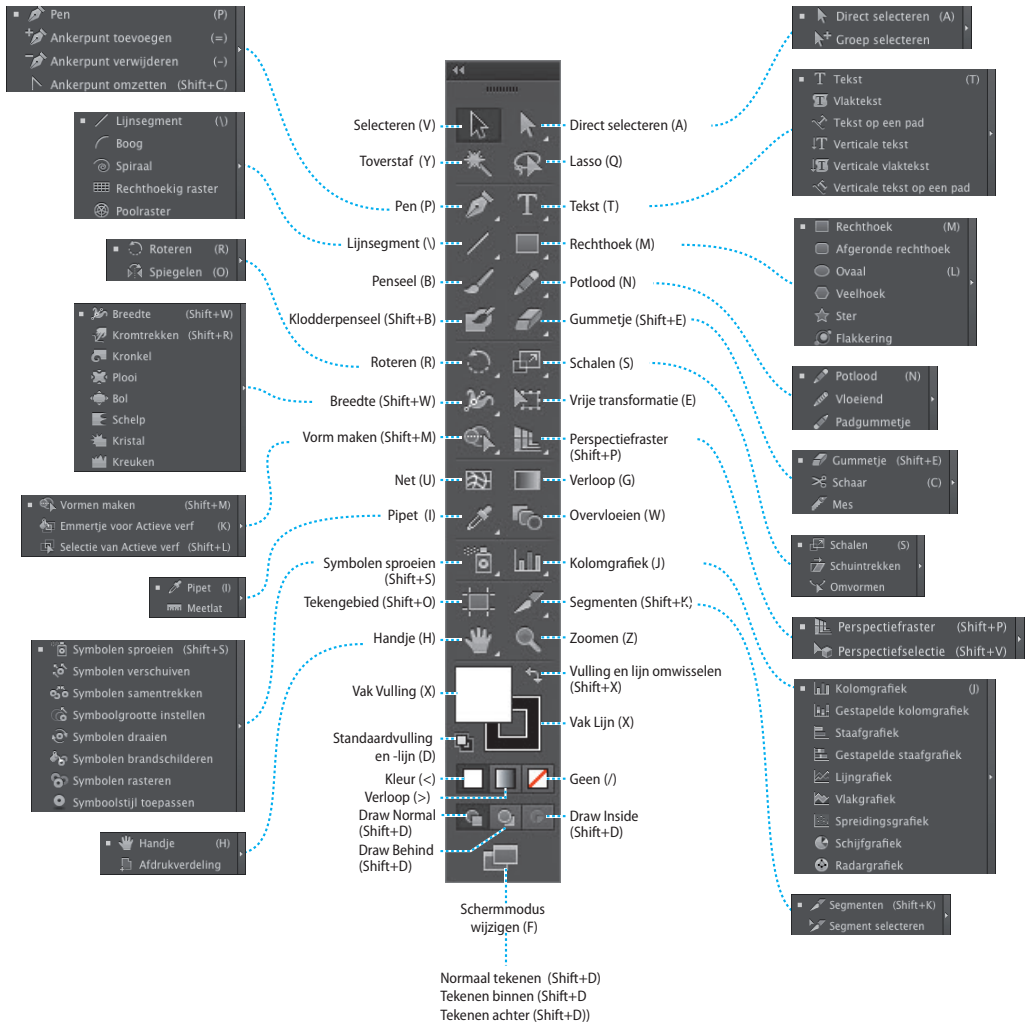 Pen (P)
Ankerpunt toevoegen (=)
Ankerpunt verwijderen (-)
Ankerpunt omzetten (Shift+C)
Lijnsegment (\)
Boog
Spiraal
Rechthoekig raster
Poolraster
Roteren (R)
Spiegelen (O)
Breedte (Shift+W)
Kromtrekken (Shift+R)
Kronkel
Plooi
Bol
Schelp
Kristal
Kreuken
Vormen maken (Shift+M)
Emmertje voor Actieve verf (K)
Selectie van Actieve verf (Shift+L)
Pipet (I)
Meetlat
Symbolen sproeien (Shift+S)
Symbolen verschuiven
Symbolen samentrekken
Symboolgrootte instellen
Symbolen draaien
Symbolen brandschilderen
Symbolen rasteren
Symboolstijl toepassen
Handje (H)
Afdrukverdeling
Selecteren (V)
Toverstaf (Y)
Pen (P)
Lijnsegment (\)
Penseel (B)
Klodderpenseel (Shift+B)
Roteren (R)
Breedte (Shift+W)
Vorm maken (Shift+M)
Net (U)
Pipet (I)
Symbolen sproeien
(Shift+S)
Tekengebied (Shift+O)
Handje (H)
Vak Vulling (X)
Standaardvulling
en -lijn (D)
Kleur (<)
Verloop (>)
Draw Normal
(Shift+D)
Draw Behind
(Shift+D)
Direct selecteren (A)
Lasso (Q)
Tekst (T)
Rechthoek (M)
Potlood (N)
Gummetje (Shift+E)
Schalen (S)
Vrije transformatie (E)
Perspectiefraster
(Shift+P)
Verloop (G)
Overvloeien (W)
Kolomgrafiek (J)
Segmenten (Shift+K)
Zoomen (Z)
Vulling en lijn omwisselen
(Shift+X)
Vak Lijn (X)
Geen (/)
Draw Inside
(Shift+D)
Schermmodus
wijzigen (F)
Normaal tekenen (Shift+D)
Tekenen binnen (Shift+D
Tekenen achter (Shift+D))
Direct selecteren (A)
Groep selecteren
Tekst (T)
Vlaktekst
Tekst op een pad
Verticale tekst
Verticale vlaktekst
Verticale tekst op een pad
Rechthoek (M)
Afgeronde rechthoek
Ovaal (L)
Veelhoek
Ster
Flakkering
Potlood (N)
Vloeiend
Padgummetje
Gummetje (Shift+E)
Schaar (C)
Mes
Schalen (S)
Schuintrekken
Omvormen
Perspectiefraster (Shift+P)
Perspectiefselectie (Shift+V)
Kolomgrafiek (J)
Gestapelde kolomgrafiek
Staafgrafiek
Gestapelde staafgrafiek
Lijngrafiek
Vlakgrafiek
Spreidingsgrafiek
Schijfgrafiek
Radargrafiek
Segmenten (Shift+K)
Segment selecteren